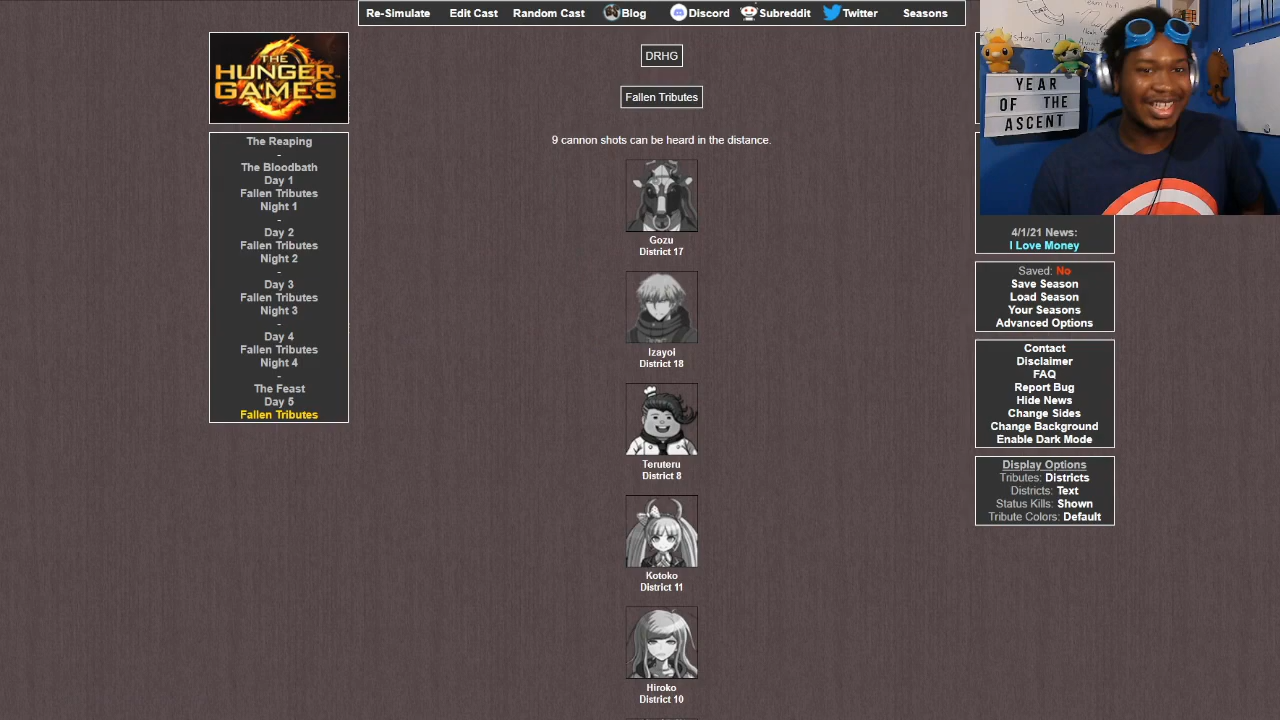 Re-Simulate Edit Cast Random Cast Blog Discord Subreddit Twitter Seasons
THE
HUNGER
GAMES
The Reaping
-
The Bloodbath
Day 1
Fallen Tributes
Night 1
-
Day 2
Fallen Tributes
Night 2
-
Day 3
Fallen Tributes
Night 3
-
Day 4
Fallen Tributes
Night 4
-
The Feast
Day 5
Fallen Tributes
DRHG
Fallen Tributes
9 cannon shots can be heard in the distance.
Gozu
District 17
Izayoi
District 18
Teruteru
District 8
Kotoko
District 11
Hiroko
District 10
YEAR
OF THE
ASCENT
4/1/21 News:
I Love Money
Saved: No
Save Season
Load Season
Your Seasons
Advanced Options
Contact
Disclaimer
FAQ
Report Bug
Hide News
Change Sides
Change Background
Enable Dark Mode
Display Options
Tributes: Districts
Districts: Text
Status Kills: Shown
Tribute Colors: Default